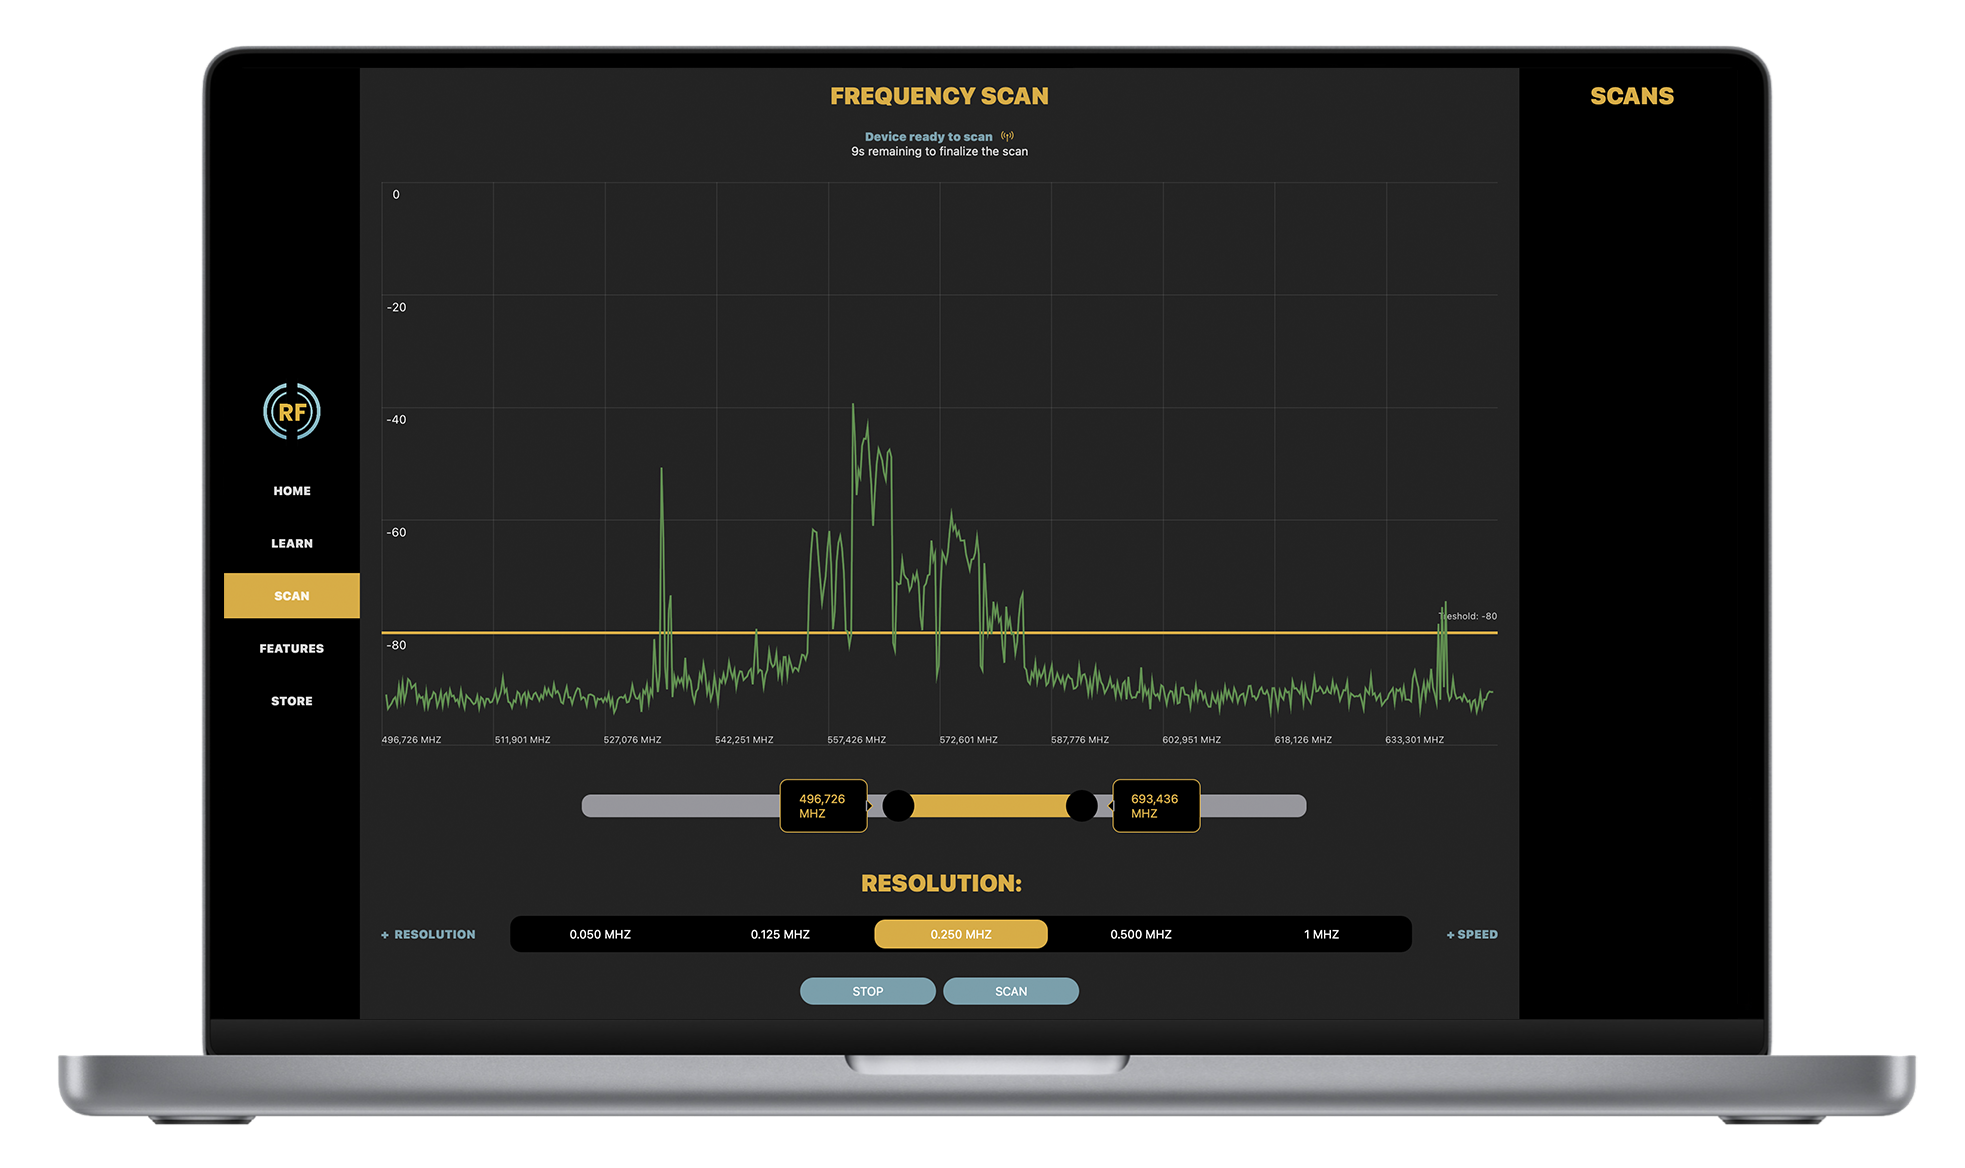 FREQUENCY SCAN
SCANS
Device ready to scan
9s remaining to finalize the scan
0
-20
-40
-60
-80
Treshold: -80
496,726 MHZ
511,901 MHZ
527,076 MHZ
542,251 MHZ
557,426 MHZ
572,601 MHZ
587,776 MHZ
602,951 MHZ
618,126 MHZ
633,301 MHZ
RF
HOME
LEARN
SCAN
FEATURES
STORE
496,726
MHZ
693,436
MHZ
RESOLUTION:
+ RESOLUTION
0.050 MHZ
0.125 MHZ
0.250 MHZ
0.500 MHZ
1 MHZ
+ SPEED
STOP
SCAN